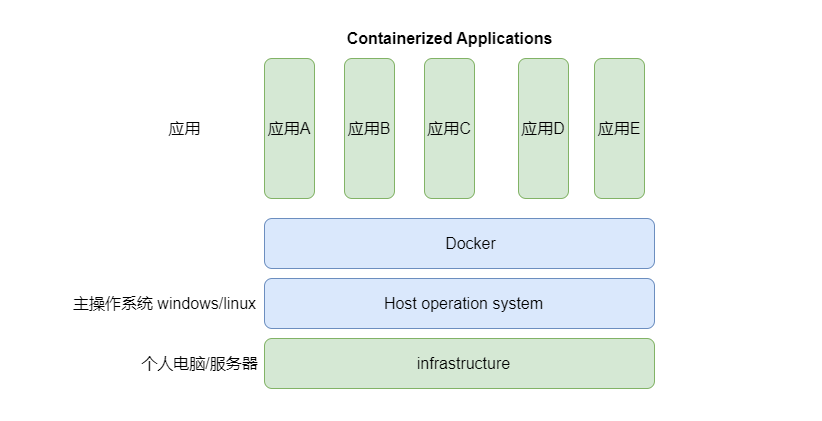 Containerized Applications
应用
应用A
应用B
应用C
应用D
应用E
Docker
主操作系统 windows/linux
Host operation system
个人电脑/服务器
infrastructure